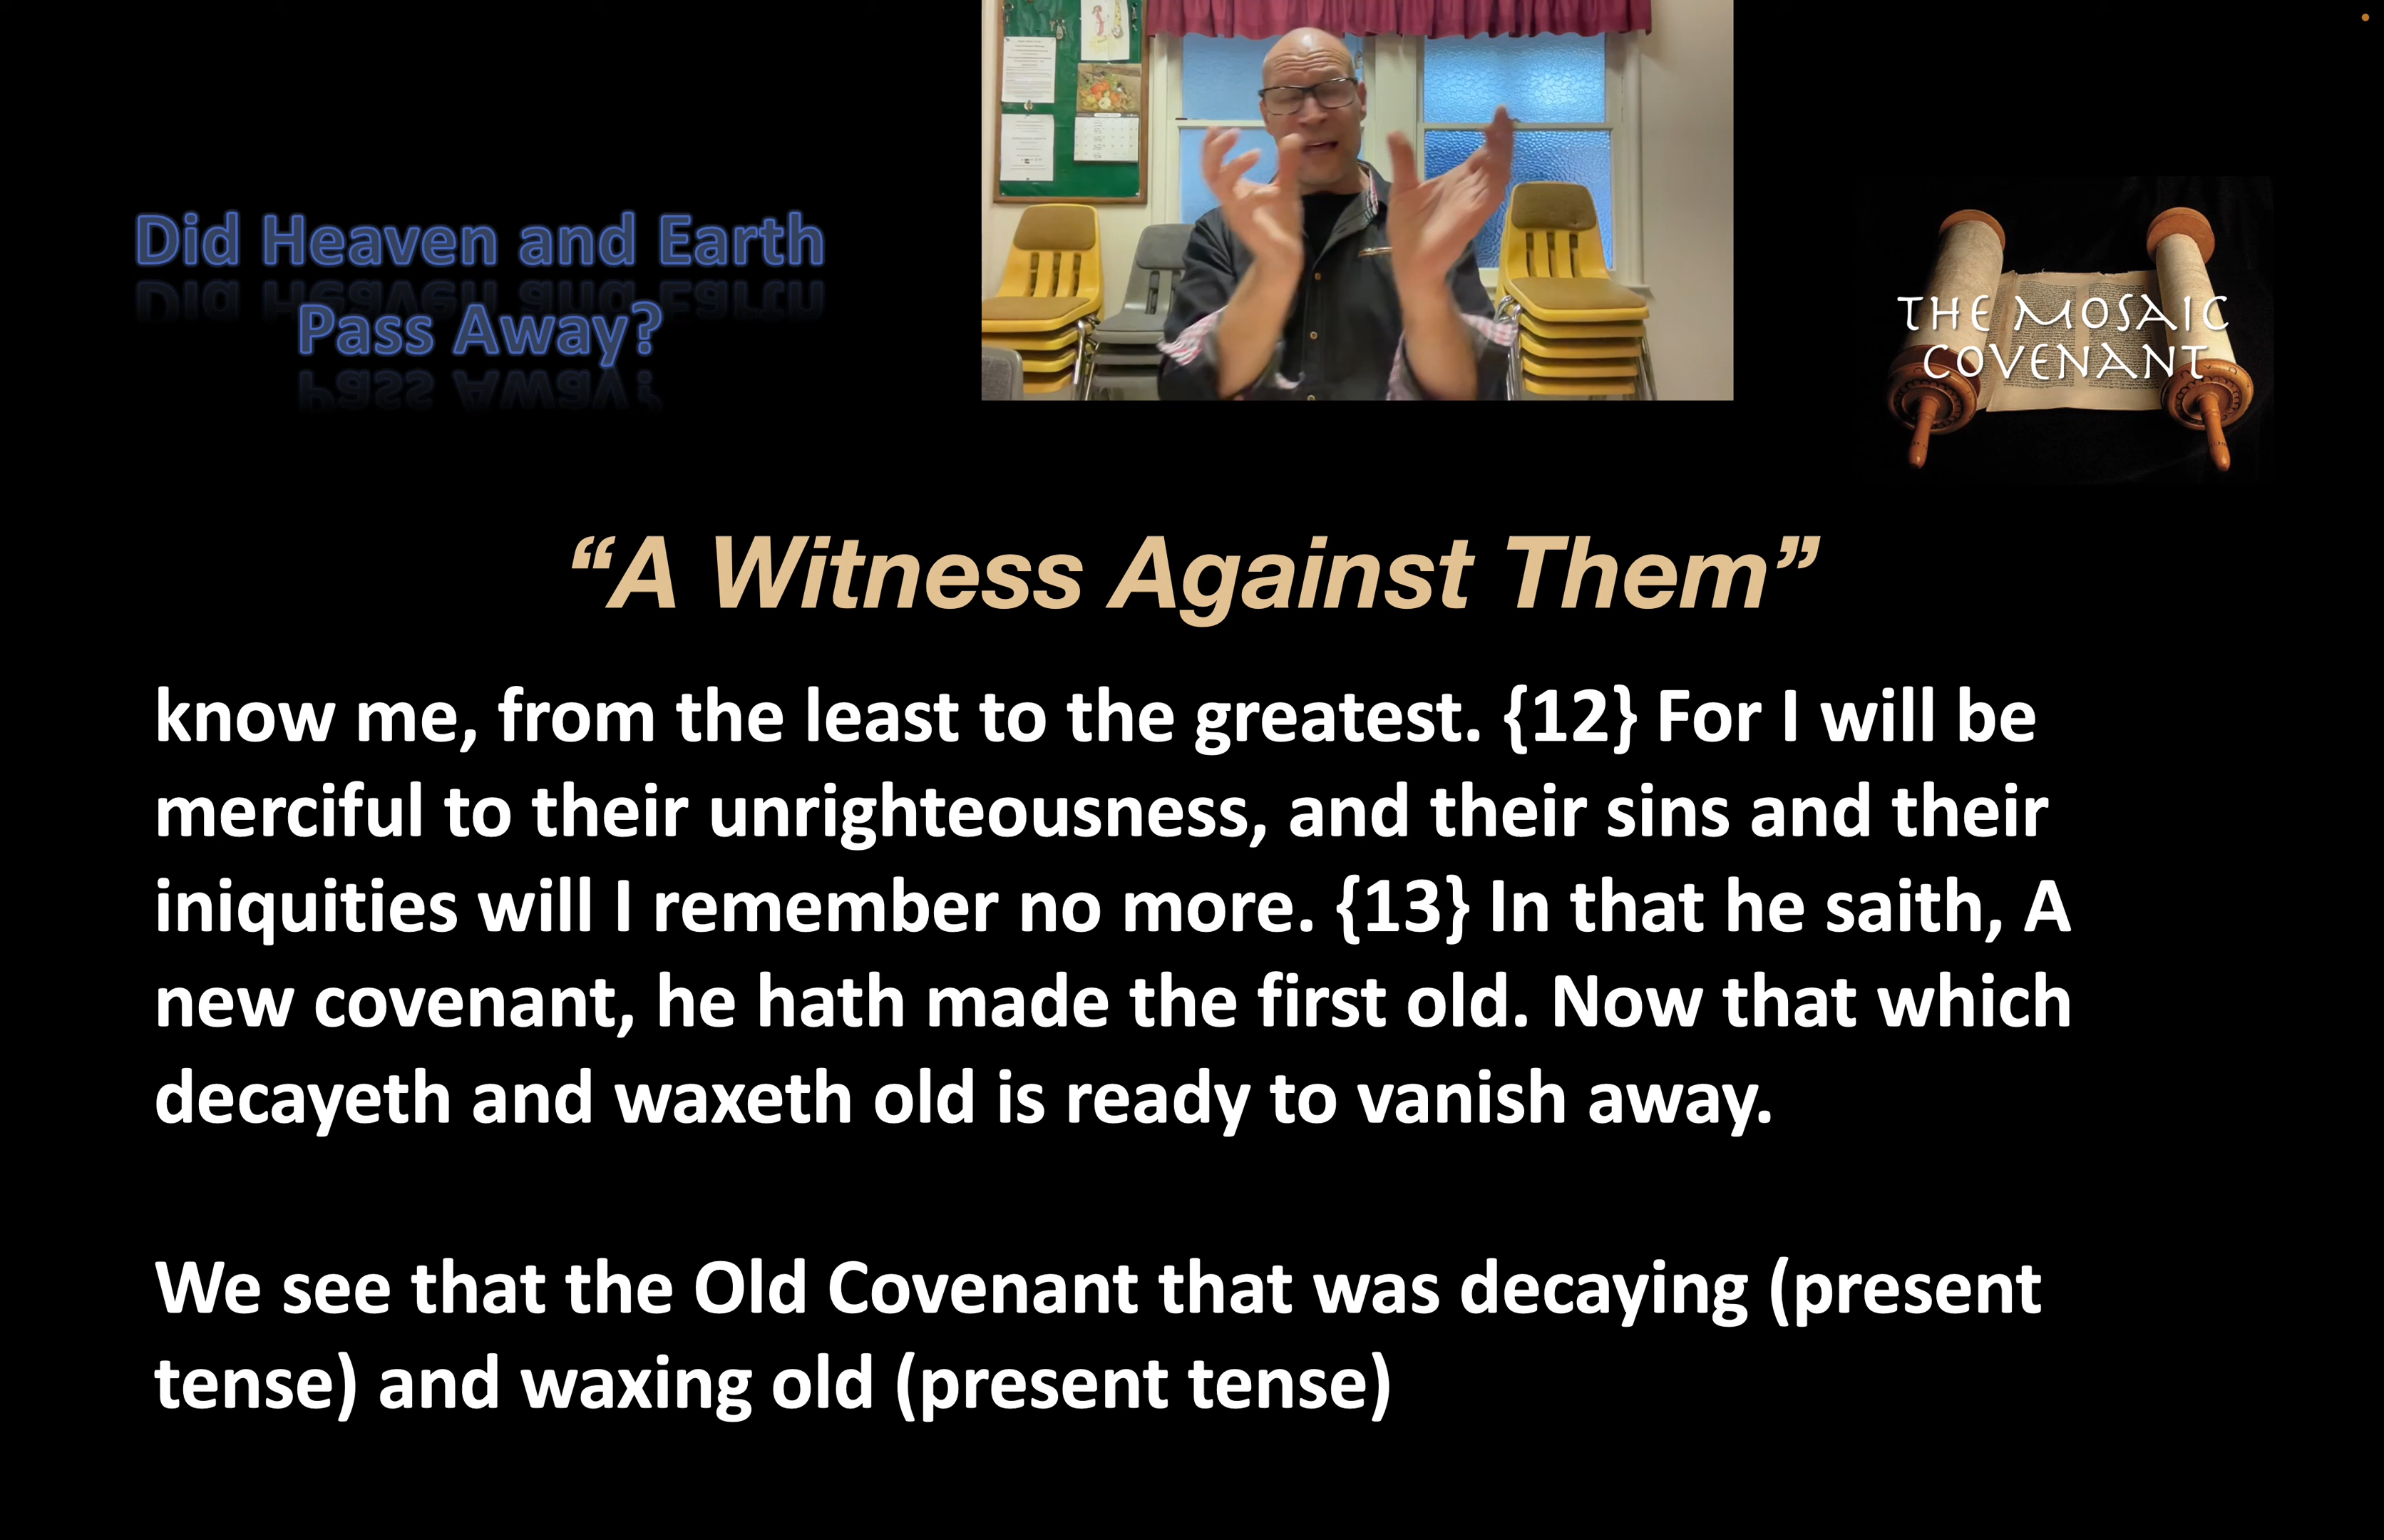 Did Heaven and Earth
Pass Away?
THE MOSAIC
COVENANT
“A Witness Against Them”
know me, from the least to the greatest. {12} For I will be
merciful to their unrighteousness, and their sins and their
iniquities will I remember no more. {13} In that he saith, A
new covenant, he hath made the first old. Now that which
decayeth and waxeth old is ready to vanish away.
We see that the Old Covenant that was decaying (present
tense) and waxing old (present tense)